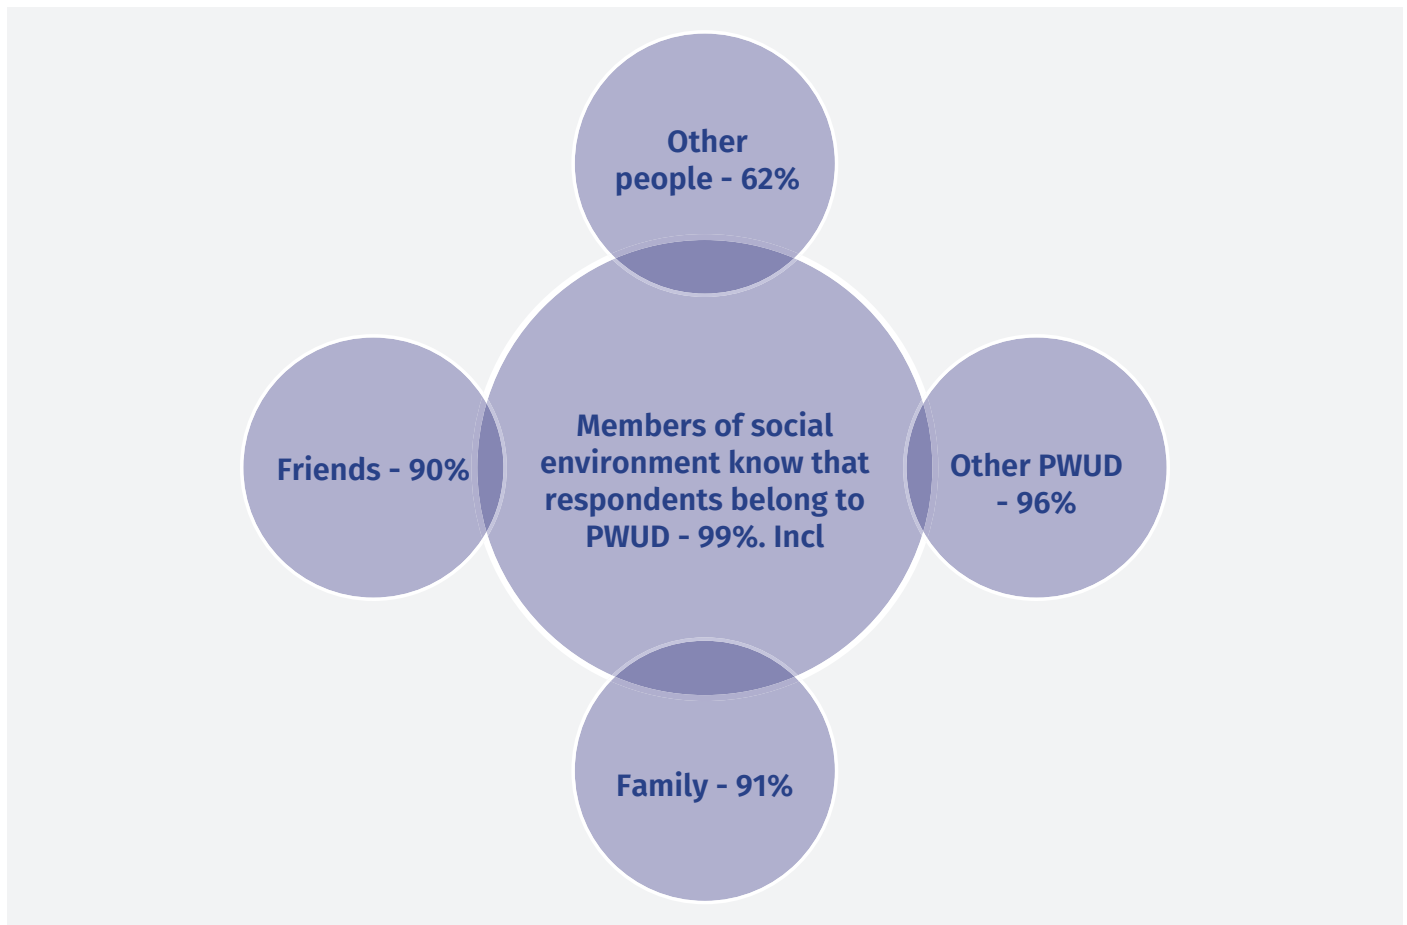 Other
people - 62%
Members of social
environment know that
respondents belong to
PWUD - 99%. Incl
Friends - 90%
Other PWUD
- 96%
Family - 91%